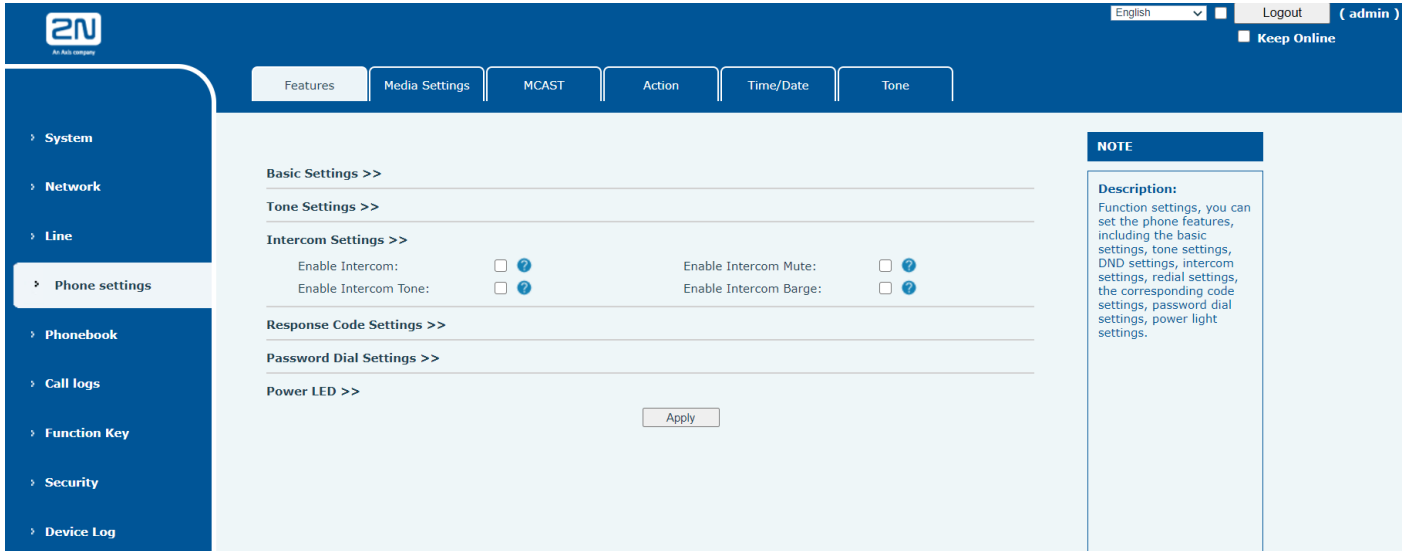 2N
An Axis company
English
Logout
( admin )
Keep Online
Features
Media Settings
MCAST
Action
Time/Date
Tone
› System
› Network
› Line
› Phone settings
› Phonebook
› Call logs
› Function Key
› Security
› Device Log
Basic Settings >>
Tone Settings >>
Intercom Settings >>
Enable Intercom: ? Enable Intercom Mute: ?
Enable Intercom Tone: ? Enable Intercom Barge: ?
Response Code Settings >>
Password Dial Settings >>
Power LED >>
Apply
NOTE
Description:
Function settings, you can
set the phone features,
including the basic
settings, tone settings,
DND settings, intercom
settings, redial settings,
the corresponding code
settings, password dial
settings, power light
settings.